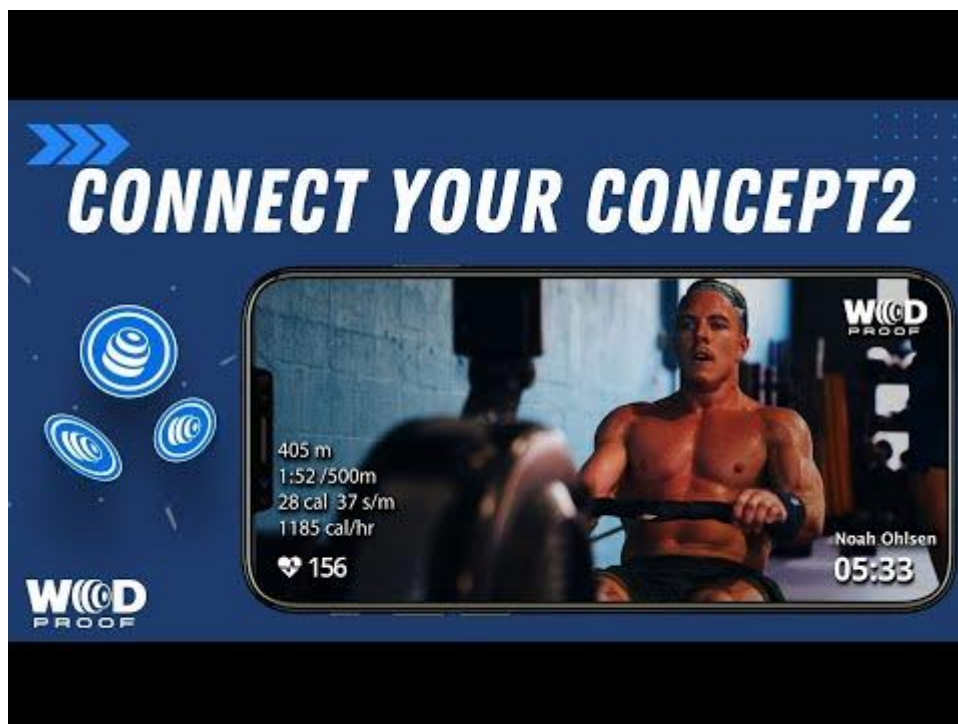 CONNECT YOUR CONCEPT2
WOD
PROOF
405 m
1:52 /500m
28 cal 37 s/m
1185 cal/hr
156
Noah Ohlsen
05:33
WOD
PROOF